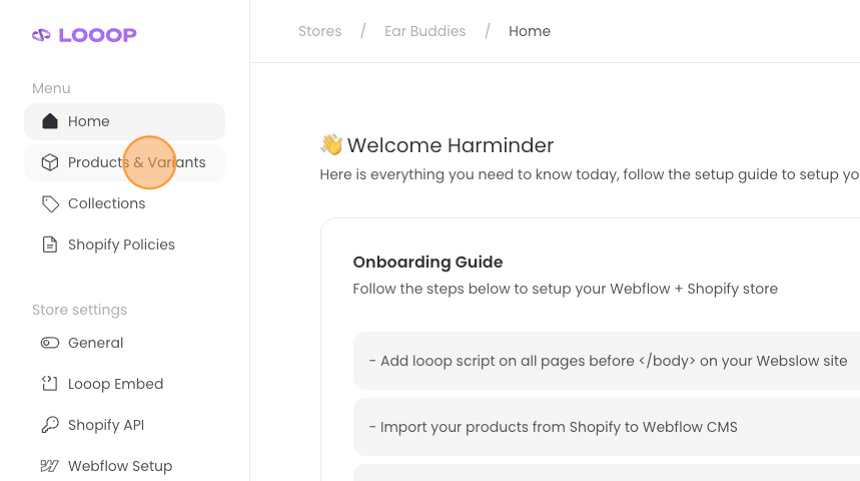 LOOOP
Menu
Home
Products & Variants
Collections
Shopify Policies
Store settings
General
Looop Embed
Shopify API
Webflow Setup
Stores / Ear Buddies / Home
👋 Welcome Harminder
Here is everything you need to know today, follow the setup guide to setup yo
Onboarding Guide
Follow the steps below to setup your Webflow + Shopify store
- Add looop script on all pages before </body> on your Webslow site
- Import your products from Shopify to Webflow CMS